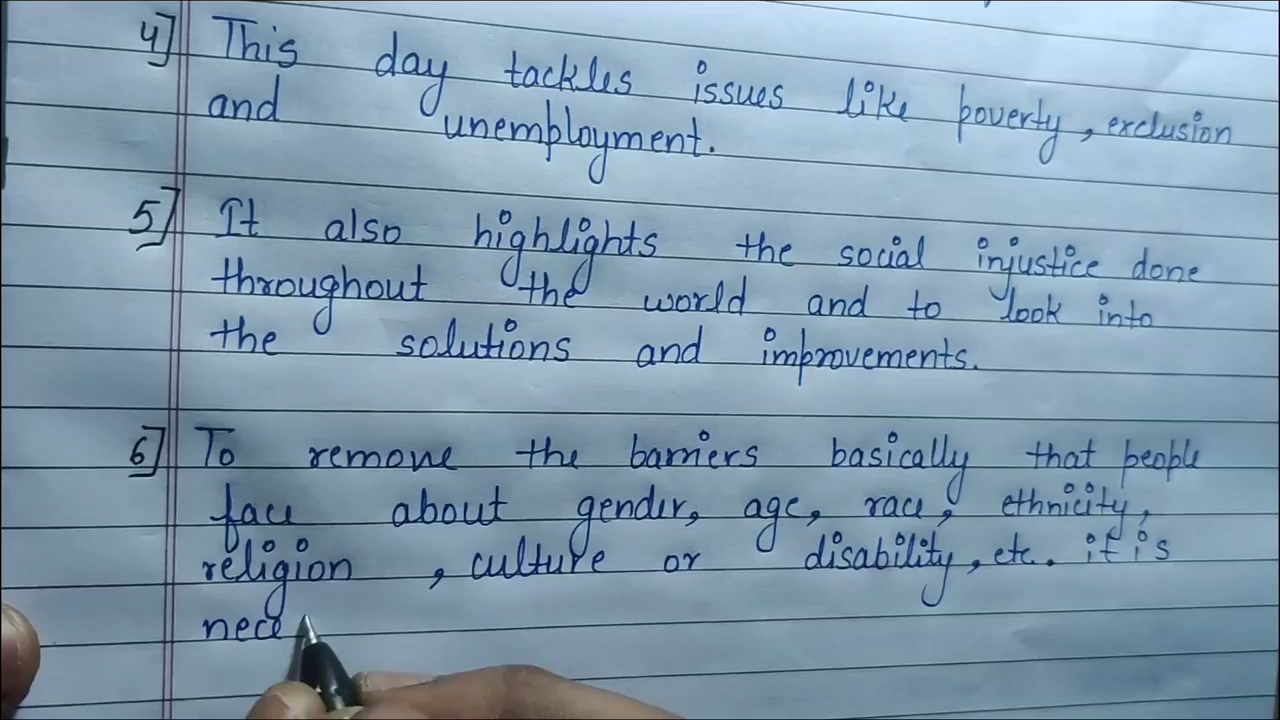 4] This day tackles issues like poverty, exclusion
and unemployment.
5] It also highlights the social injustice done
throughout the world and to look into
the solutions and improvements.
6] To remove the barriers basically that people
face about gender, age, race, ethnicity,
religion, culture or disability, etc. it is
nece